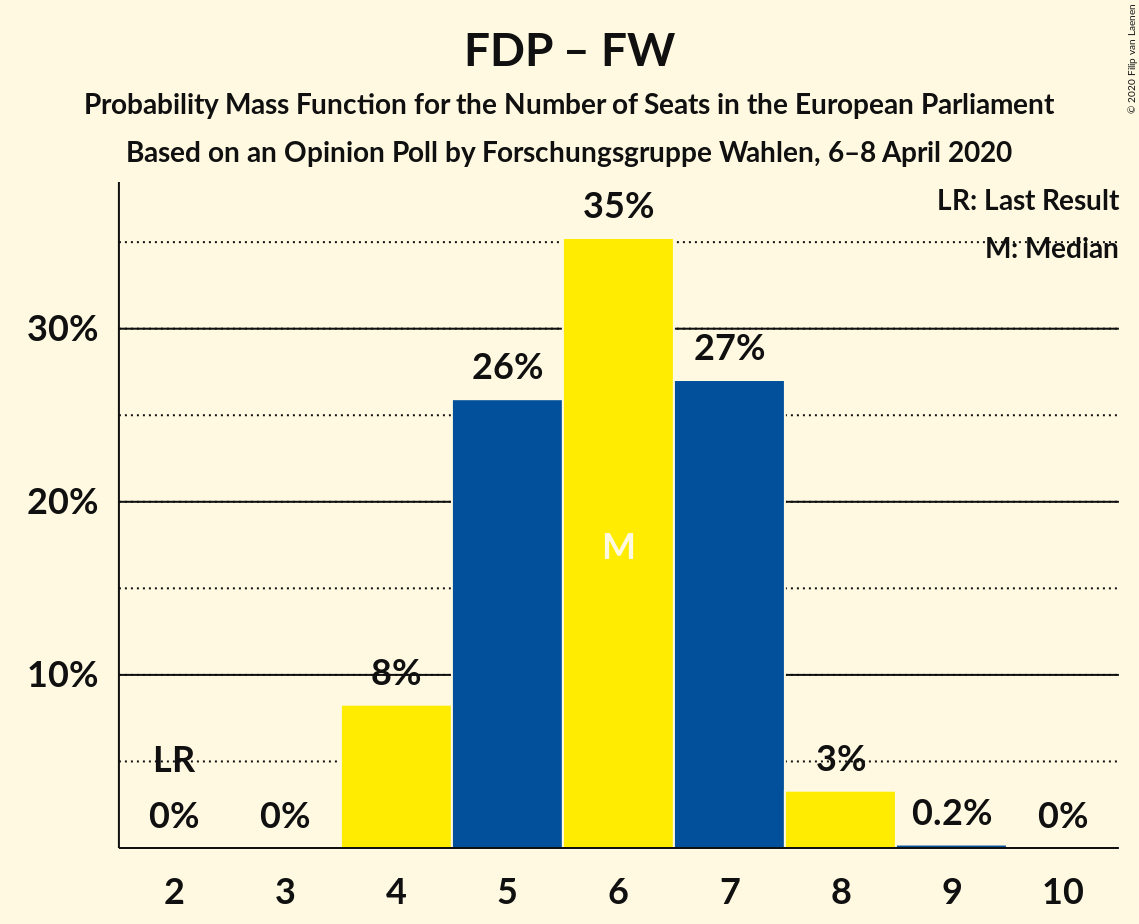 FDP – FW
Probability Mass Function for the Number of Seats in the European Parliament
Based on an Opinion Poll by Forschungsgruppe Wahlen, 6–8 April 2020
© 2020 Filip van Laenen
LR: Last Result
M: Median
35%
30%
27%
26%
20%
M
10%
8%
LR
3%
0%
0%
0.2%
0%
2 3 4 5 6 7 8 9 10